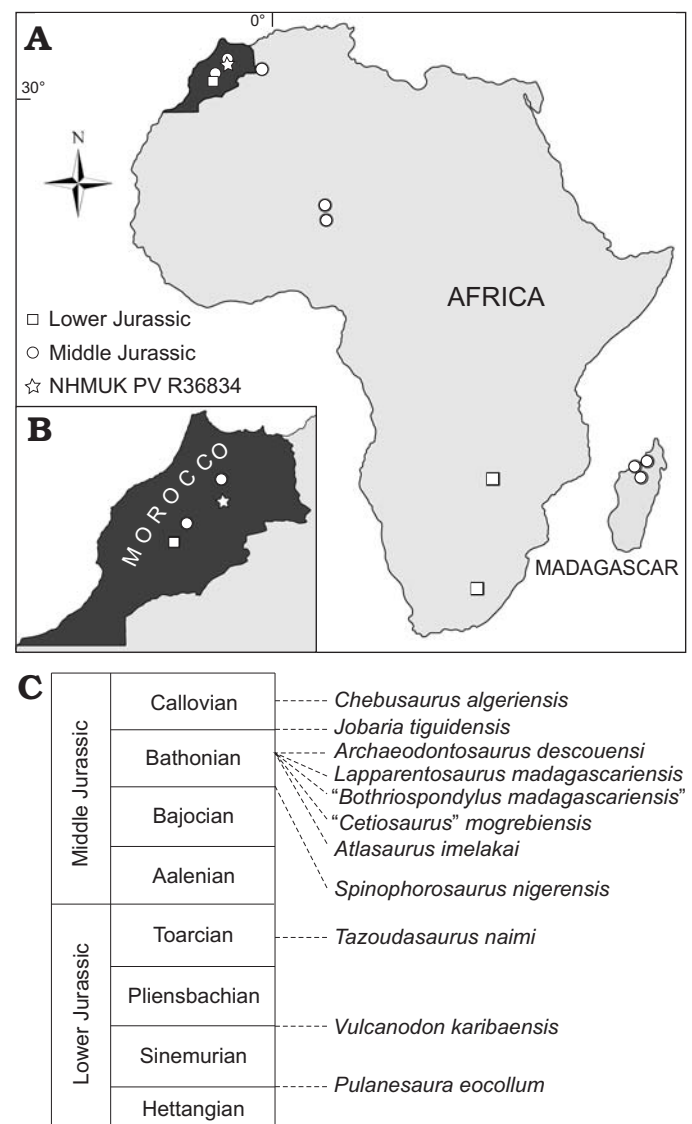 A
0°
30°
N
AFRICA
□ Lower Jurassic
○ Middle Jurassic
☆ NHMUK PV R36834
MADAGASCAR
B
MOROCCO
C
Middle Jurassic
Callovian
Bathonian
Bajocian
Aalenian
Lower Jurassic
Toarcian
Pliensbachian
Sinemurian
Hettangian
Chebusaurus algeriensis
Jobaria tiguidensis
Archaeodontosaurus descouensi
Lapparentosaurus madagascariensis
“Bothriospondylus madagascariensis”
“Cetiosaurus” mogrebiensis
Atlasaurus imelakai
Spinophorosaurus nigerensis
Tazoudasaurus naimi
Vulcanodon karibaensis
Pulanesaura eocollum